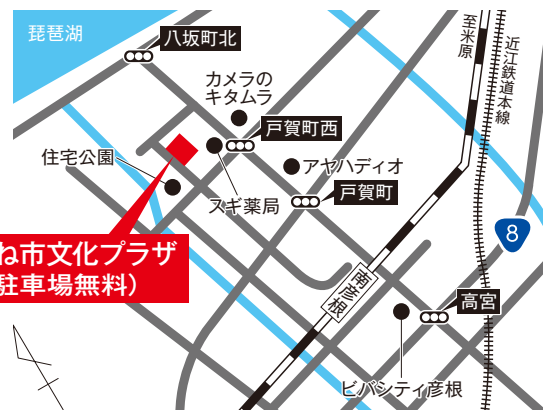 琵琶湖
八坂町北
至米原
近江鉄道本線
カメラの
キタムラ
戸賀町西
住宅公園
アヤハディオ
スギ薬局
戸賀町
8
ね市文化プラザ
駐車場無料）
南彦根
高宮
ビバシティ彦根